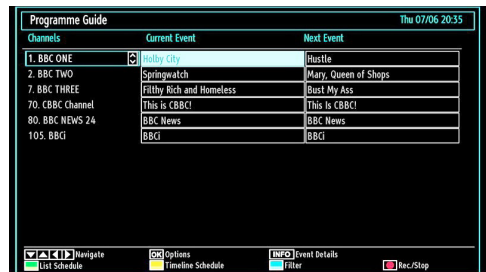 Programme Guide Thu 07/06 20:35
Channels Current Event Next Event
1. BBC ONE Holby City Hustle
2. BBC TWO Springwatch Mary, Queen of Shops
7. BBC THREE Filthy Rich and Homeless Bust My Ass
70. CBBC Channel This is CBBC! This Is CBBC!
80. BBC NEWS 24 BBC News BBC News
105. BBCi BBCi BBCi
Navigate OK Options INFO Event Details
List Schedule Timeline Schedule Filter Rec./Stop